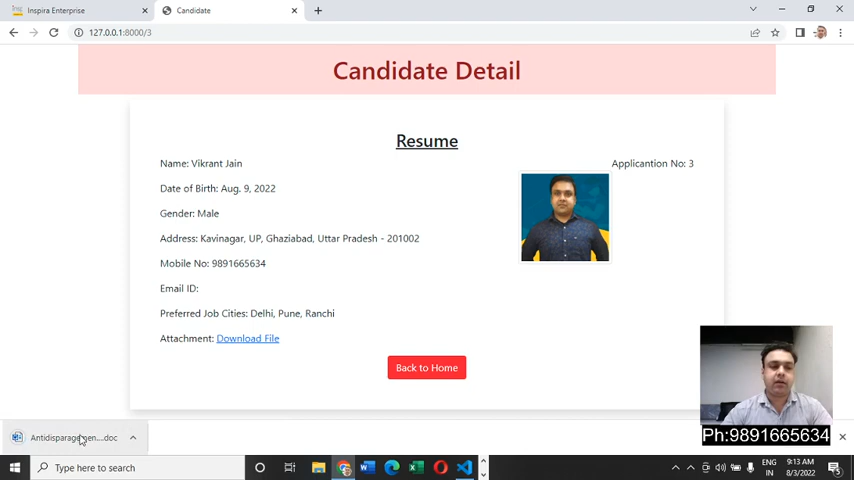 Inspira Enterprise
Candidate
127.0.0.1:8000/3
Candidate Detail
Resume
Name: Vikrant Jain
Applicantion No: 3
Date of Birth: Aug. 9, 2022
Gender: Male
Address: Kavinagar, UP, Ghaziabad, Uttar Pradesh - 201002
Mobile No: 9891665634
Email ID:
Preferred Job Cities: Delhi, Pune, Ranchi
Attachment: Download File
Back to Home
Ph:9891665634
Antidisparagemen....doc
Type here to search
ENG
IN
9:13 AM
8/3/2022